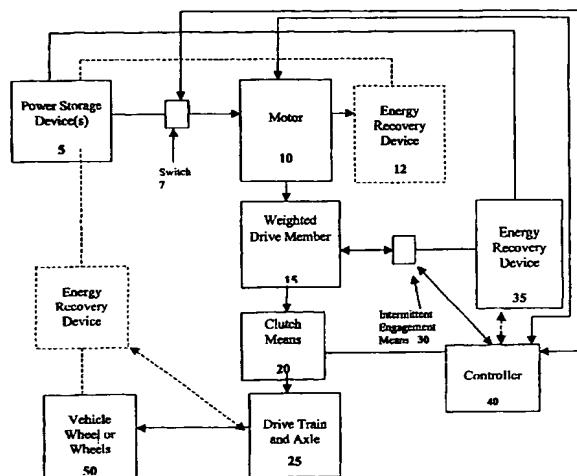 Power Storage
Device(s)
5
Switch
7
Motor
10
Energy
Recovery
Device
12
Weighted
Drive Member
15
Energy
Recovery
Device
35
Intermittent
Engagement
Means 30
Clutch
Means
20
Controller
40
Energy
Recovery
Device
Vehicle
Wheel or
Wheels
50
Drive Train
and Axle
25